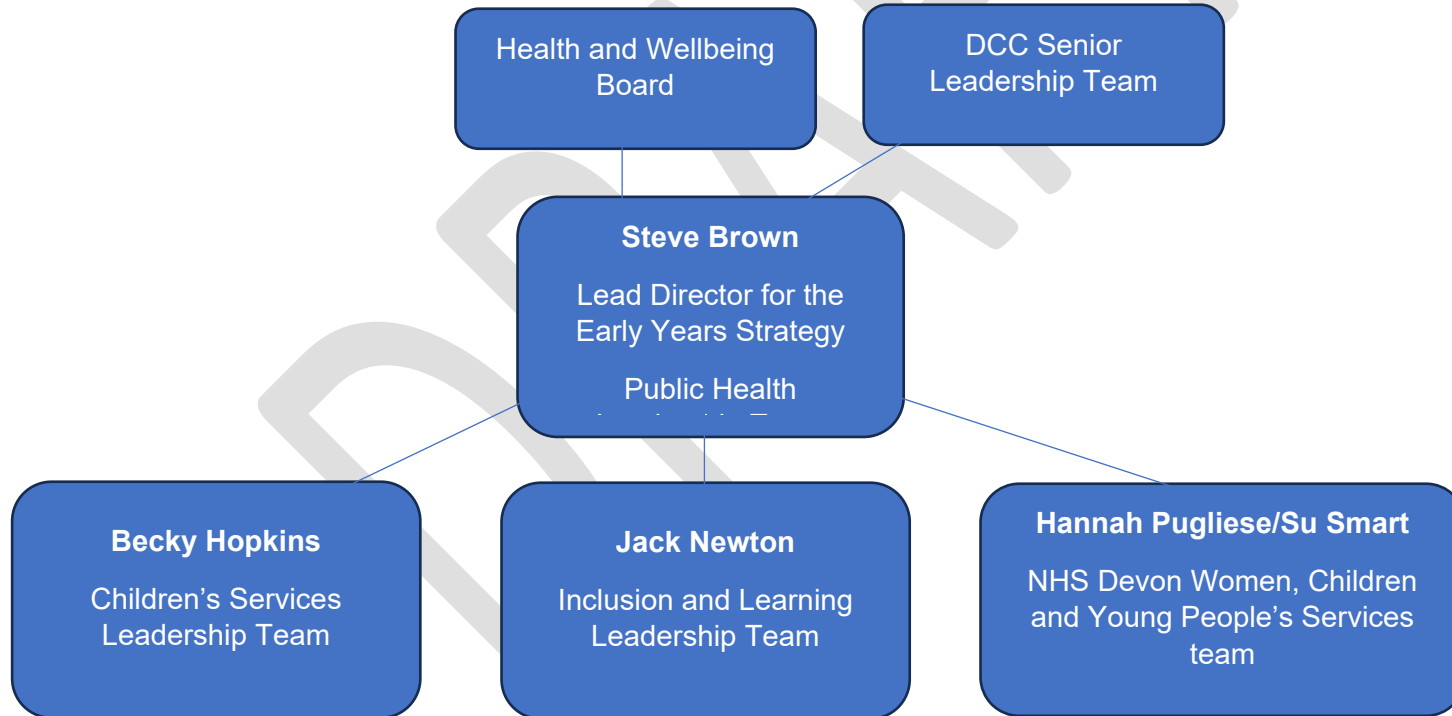 Health and Wellbeing
Board
DCC Senior
Leadership Team
Steve Brown
Lead Director for the
Early Years Strategy
Public Health
Becky Hopkins
Children’s Services
Leadership Team
Jack Newton
Inclusion and Learning
Leadership Team
Hannah Pugliese/Su Smart
NHS Devon Women, Children
and Young People’s Services
team